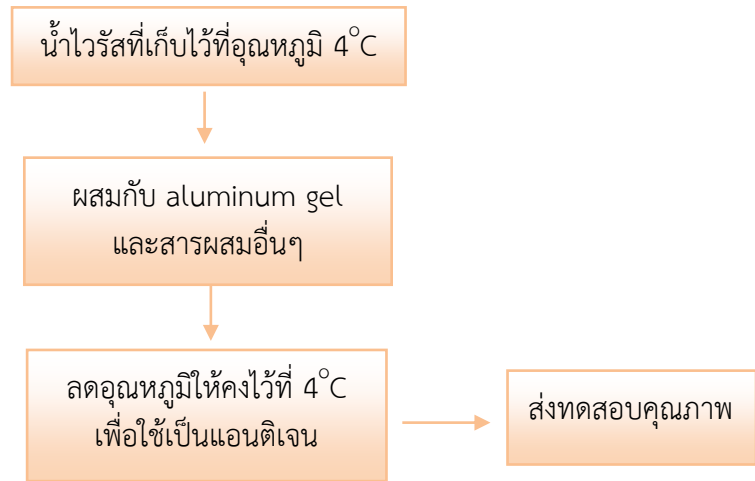 น้ำไวรัสที่เก็บไว้ที่อุณหภูมิ 4°C
ผสมกับ aluminum gel
และสารผสมอื่นๆ
ลดอุณหภูมิให้คงไว้ที่ 4°C
เพื่อใช้เป็นแอนติเจน
ส่งทดสอบคุณภาพ